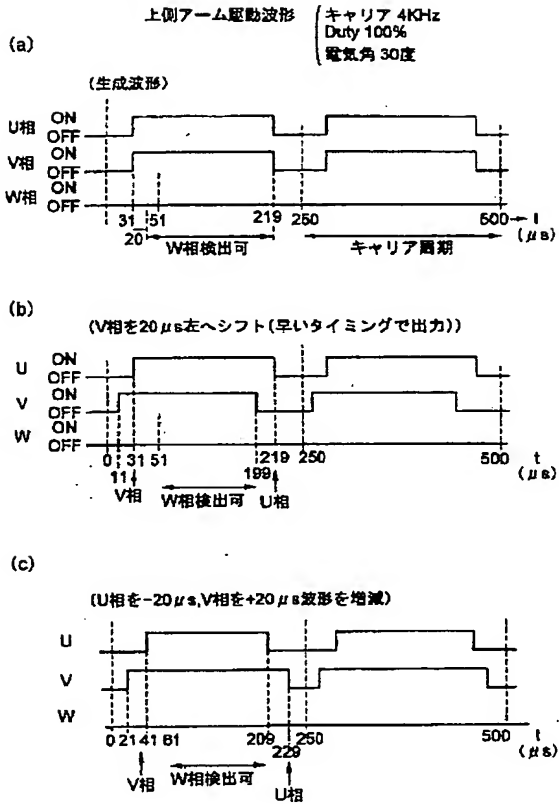 上側アーム駆動波形
キャリア 4KHz
Duty 100%
電気角 30度
(a)
(生成波形)
U相 ON
OFF
V相 ON
OFF
W相 ON
OFF
31 51 219 250 500 t
20 (μs)
W相検出可 キャリア周期
(b)
(V相を20μs左へシフト(早いタイミングで出力))
U ON
OFF
V ON
OFF
W ON
OFF
0 31 51 219 250 500 t
11 199 (μs)
V相 W相検出可 U相
(c)
(U相を-20μs,V相を+20μs波形を増減)
U
V
W
0 21 41 61 209 250 500 t
229 (μs)
V相 W相検出可 U相